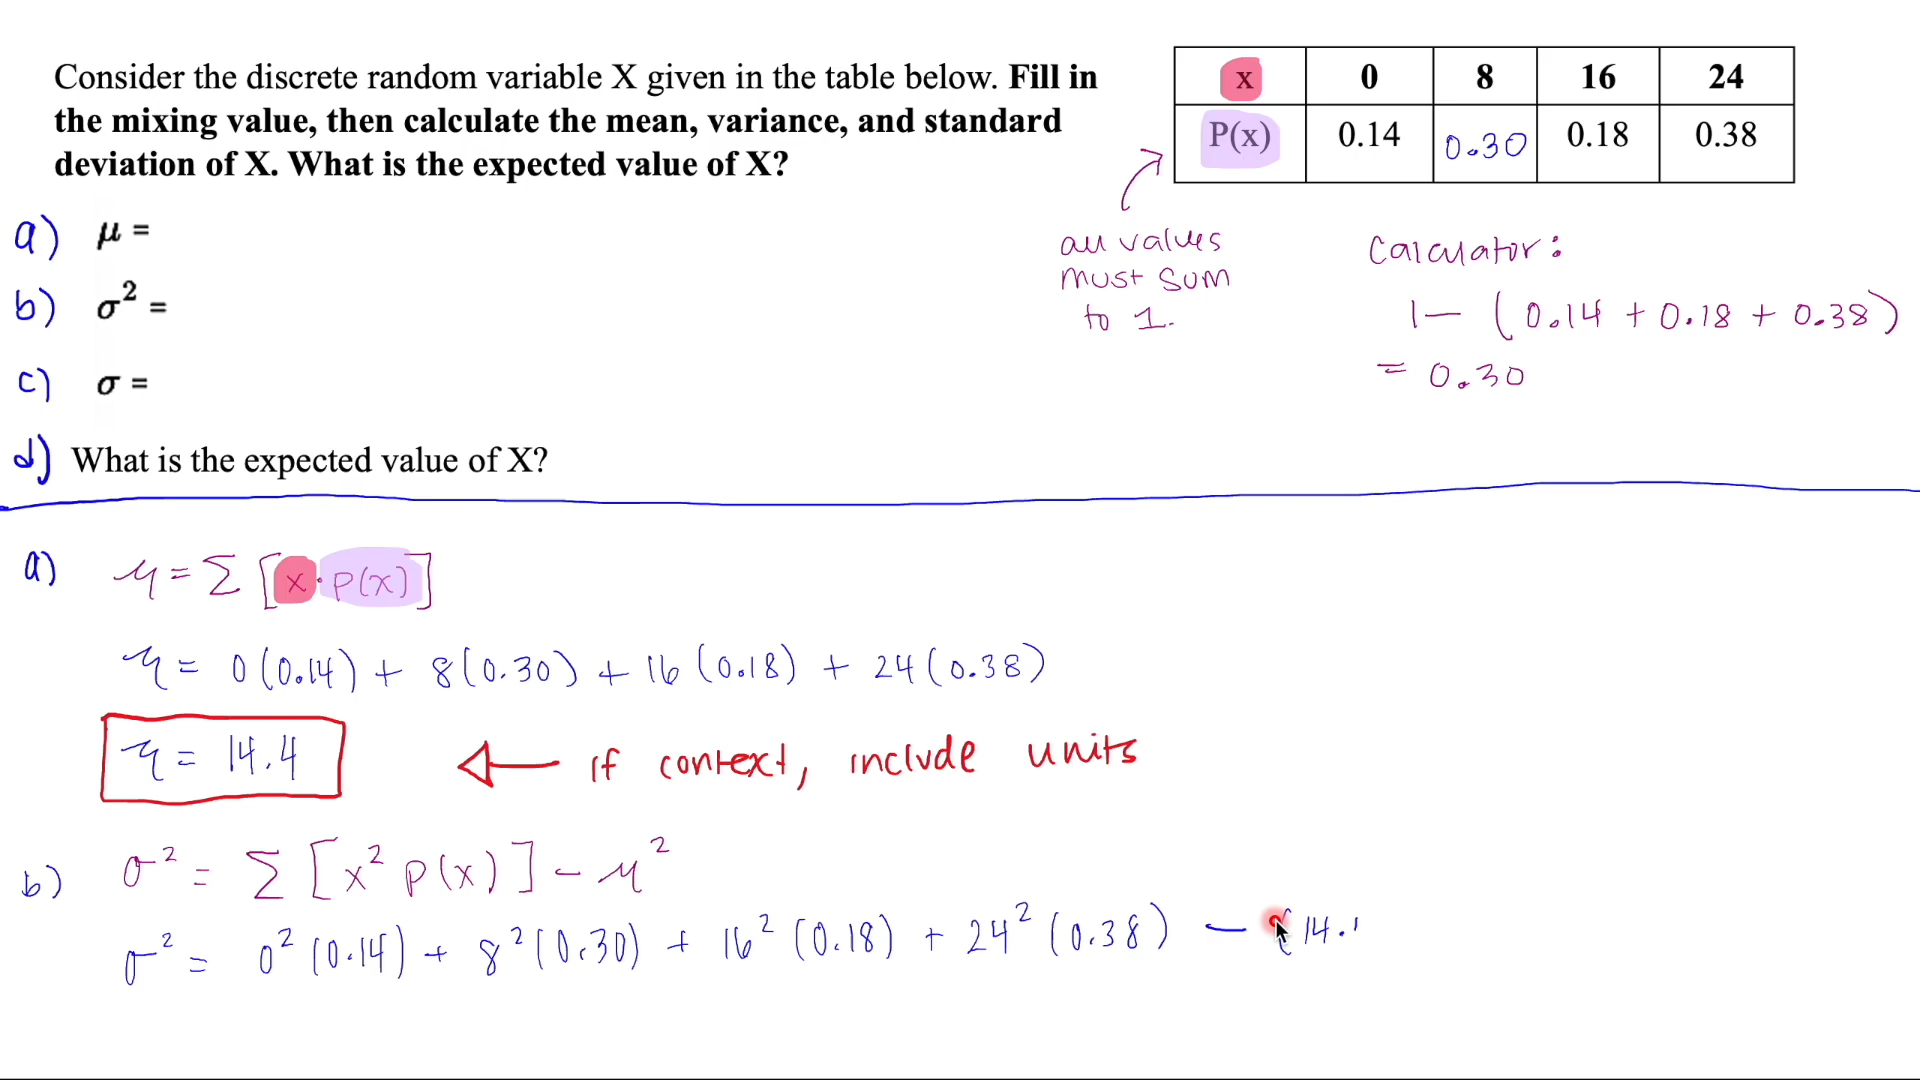 Consider the discrete random variable X given in the table below. Fill in
the mixing value, then calculate the mean, variance, and standard
deviation of X. What is the expected value of X?
x 0 8 16 24
P(x) 0.14 0.30 0.18 0.38
all values
must sum
to 1.
Calculator:
1 - (0.14 + 0.18 + 0.38)
= 0.30
a) μ =
b) σ² =
c) σ =
d) What is the expected value of X?
a) μ = Σ [x · P(x)]
μ = 0(0.14) + 8(0.30) + 16(0.18) + 24(0.38)
μ = 14.4
if context, include units
b) σ² = Σ [x² P(x)] - μ²
σ² = 0²(0.14) + 8²(0.30) + 16²(0.18) + 24²(0.38) - (14.